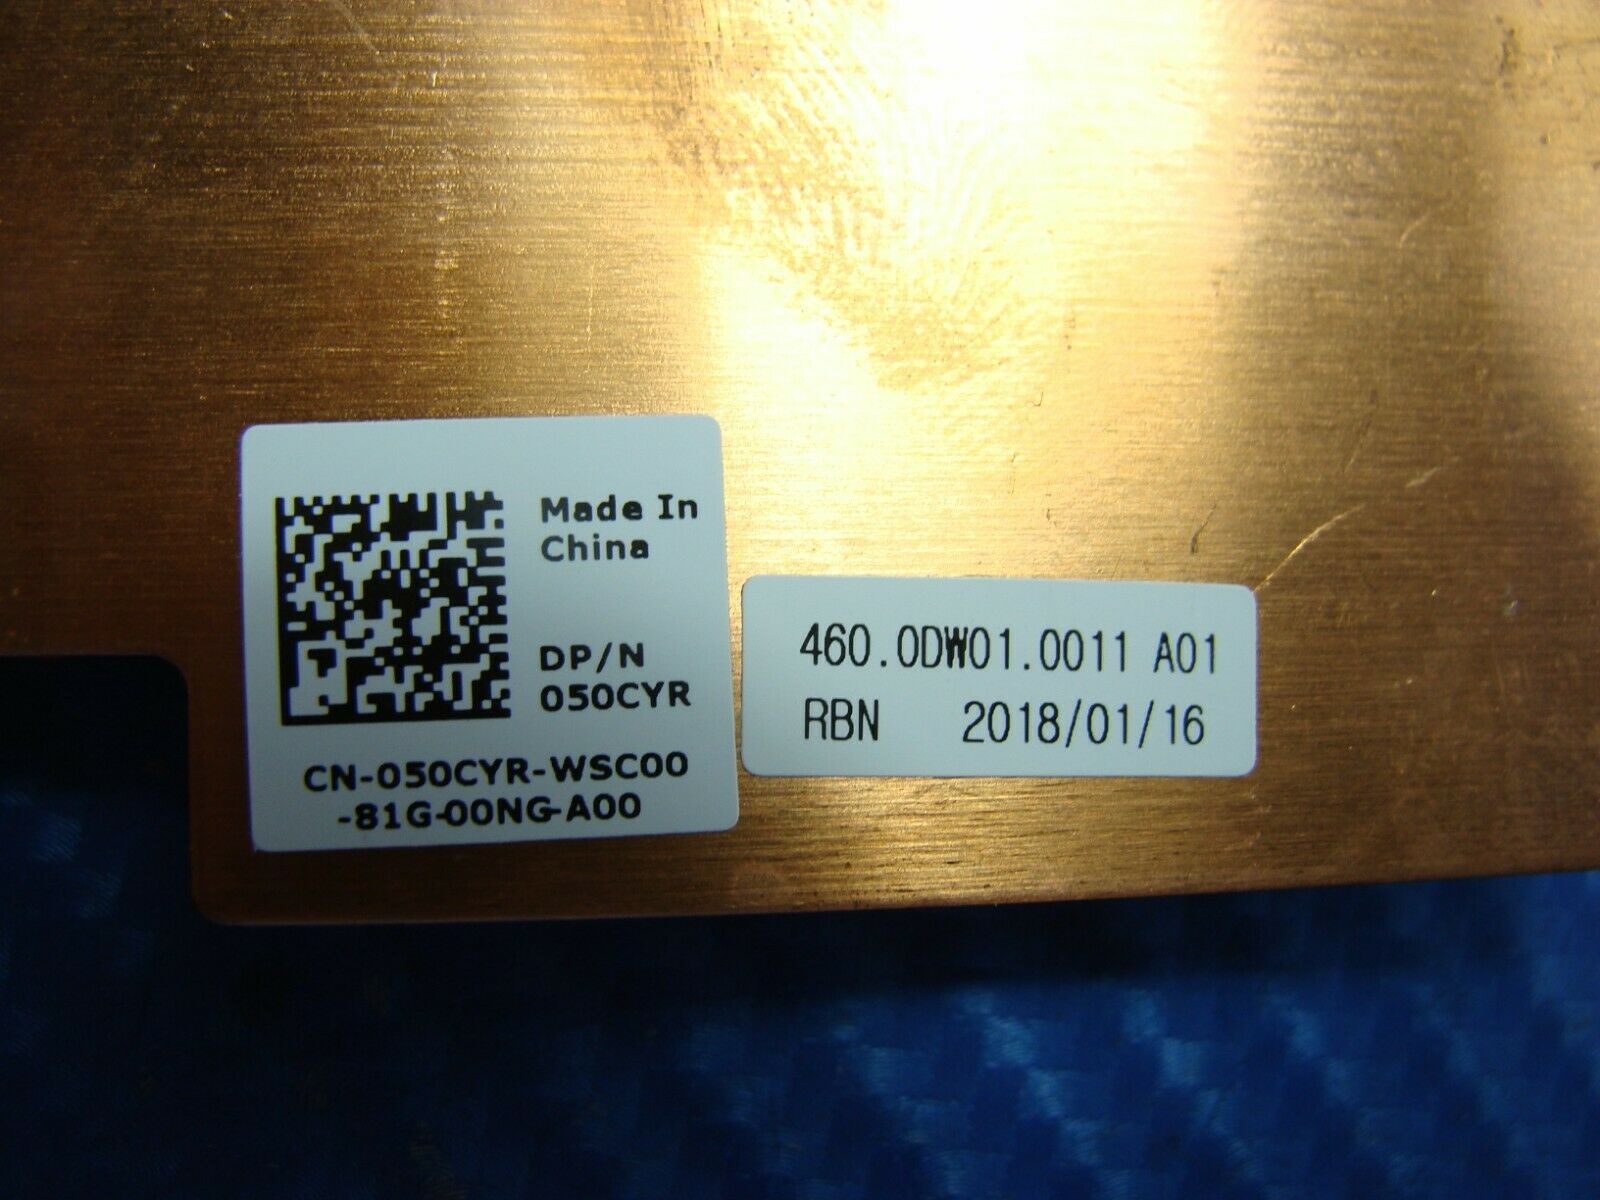 Made In
China
DP/N
050CYR
CN-050CYR-WSC00
-81G-00NG-A00
460.0DW01.0011 A01
RBN 2018/01/16